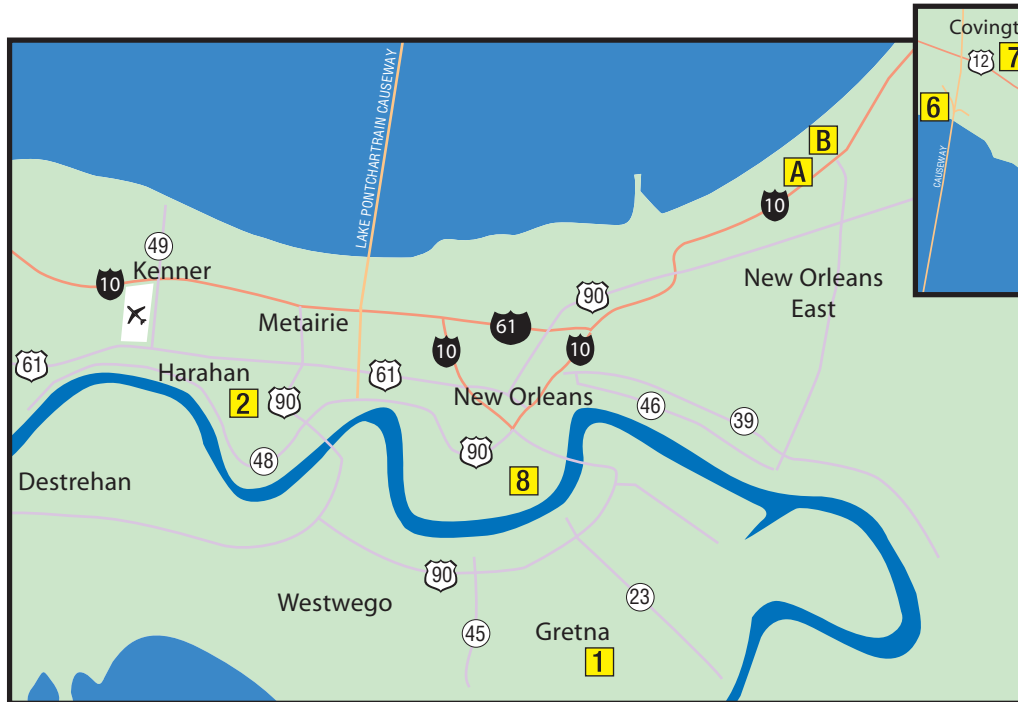 Covingt
12
7
6
CAUSEWAY
LAKE PONTCHARTRAIN CAUSEWAY
B
A
10
49
Kenner
10
New Orleans
East
90
Metairie
61
10
10
61
Harahan
61
2
90
New Orleans
46
39
48
90
8
Destrehan
90
Westwego
23
45
Gretna
1